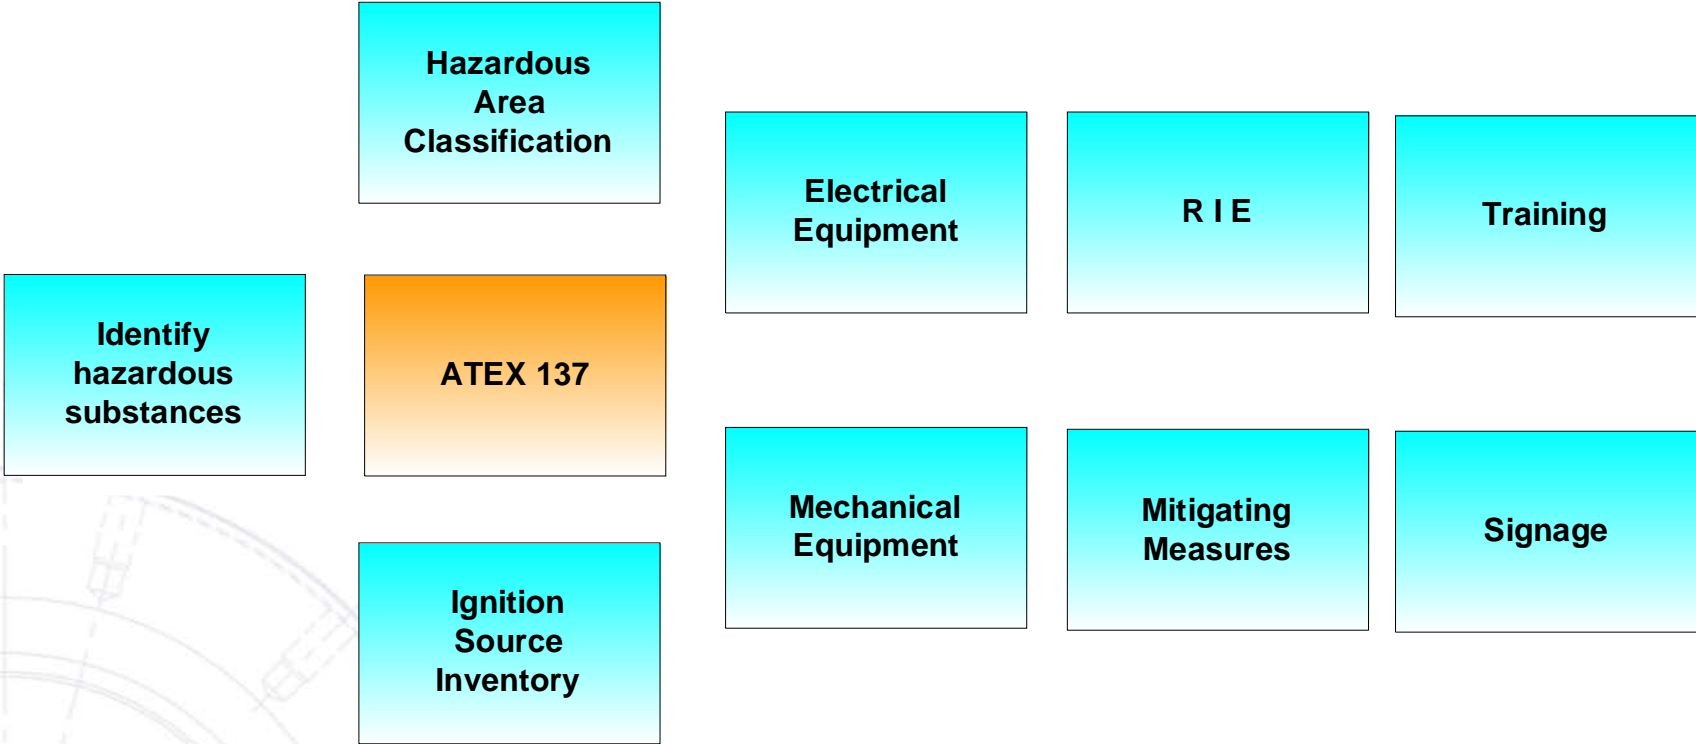 Hazardous
Area
Classification
Electrical
Equipment
R I E
Training
Identify
hazardous
substances
ATEX 137
Mechanical
Equipment
Mitigating
Measures
Signage
Ignition
Source
Inventory